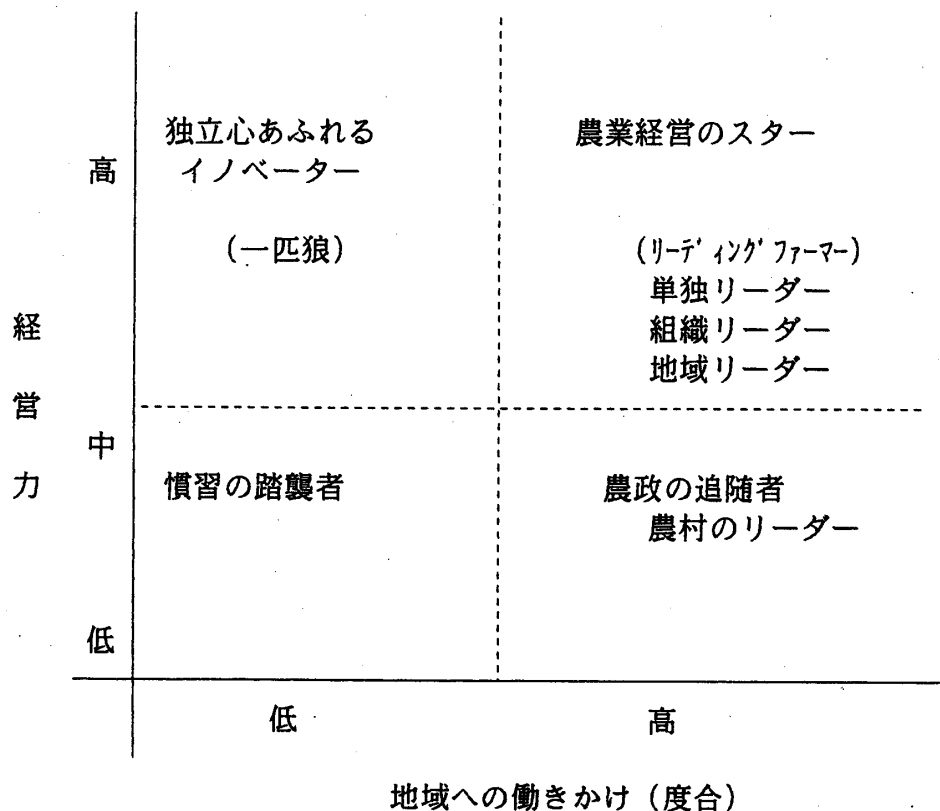 独立心あふれる
イノベーター
(一匹狼)
農業経営のスター
(ﾘｰﾃﾞｨﾝｸﾞﾌｧｰﾏｰ)
単独リーダー
組織リーダー
地域リーダー
慣習の踏襲者
農政の追随者
農村のリーダー
経営力
高
中
低
低
高
地域への働きかけ（度合）